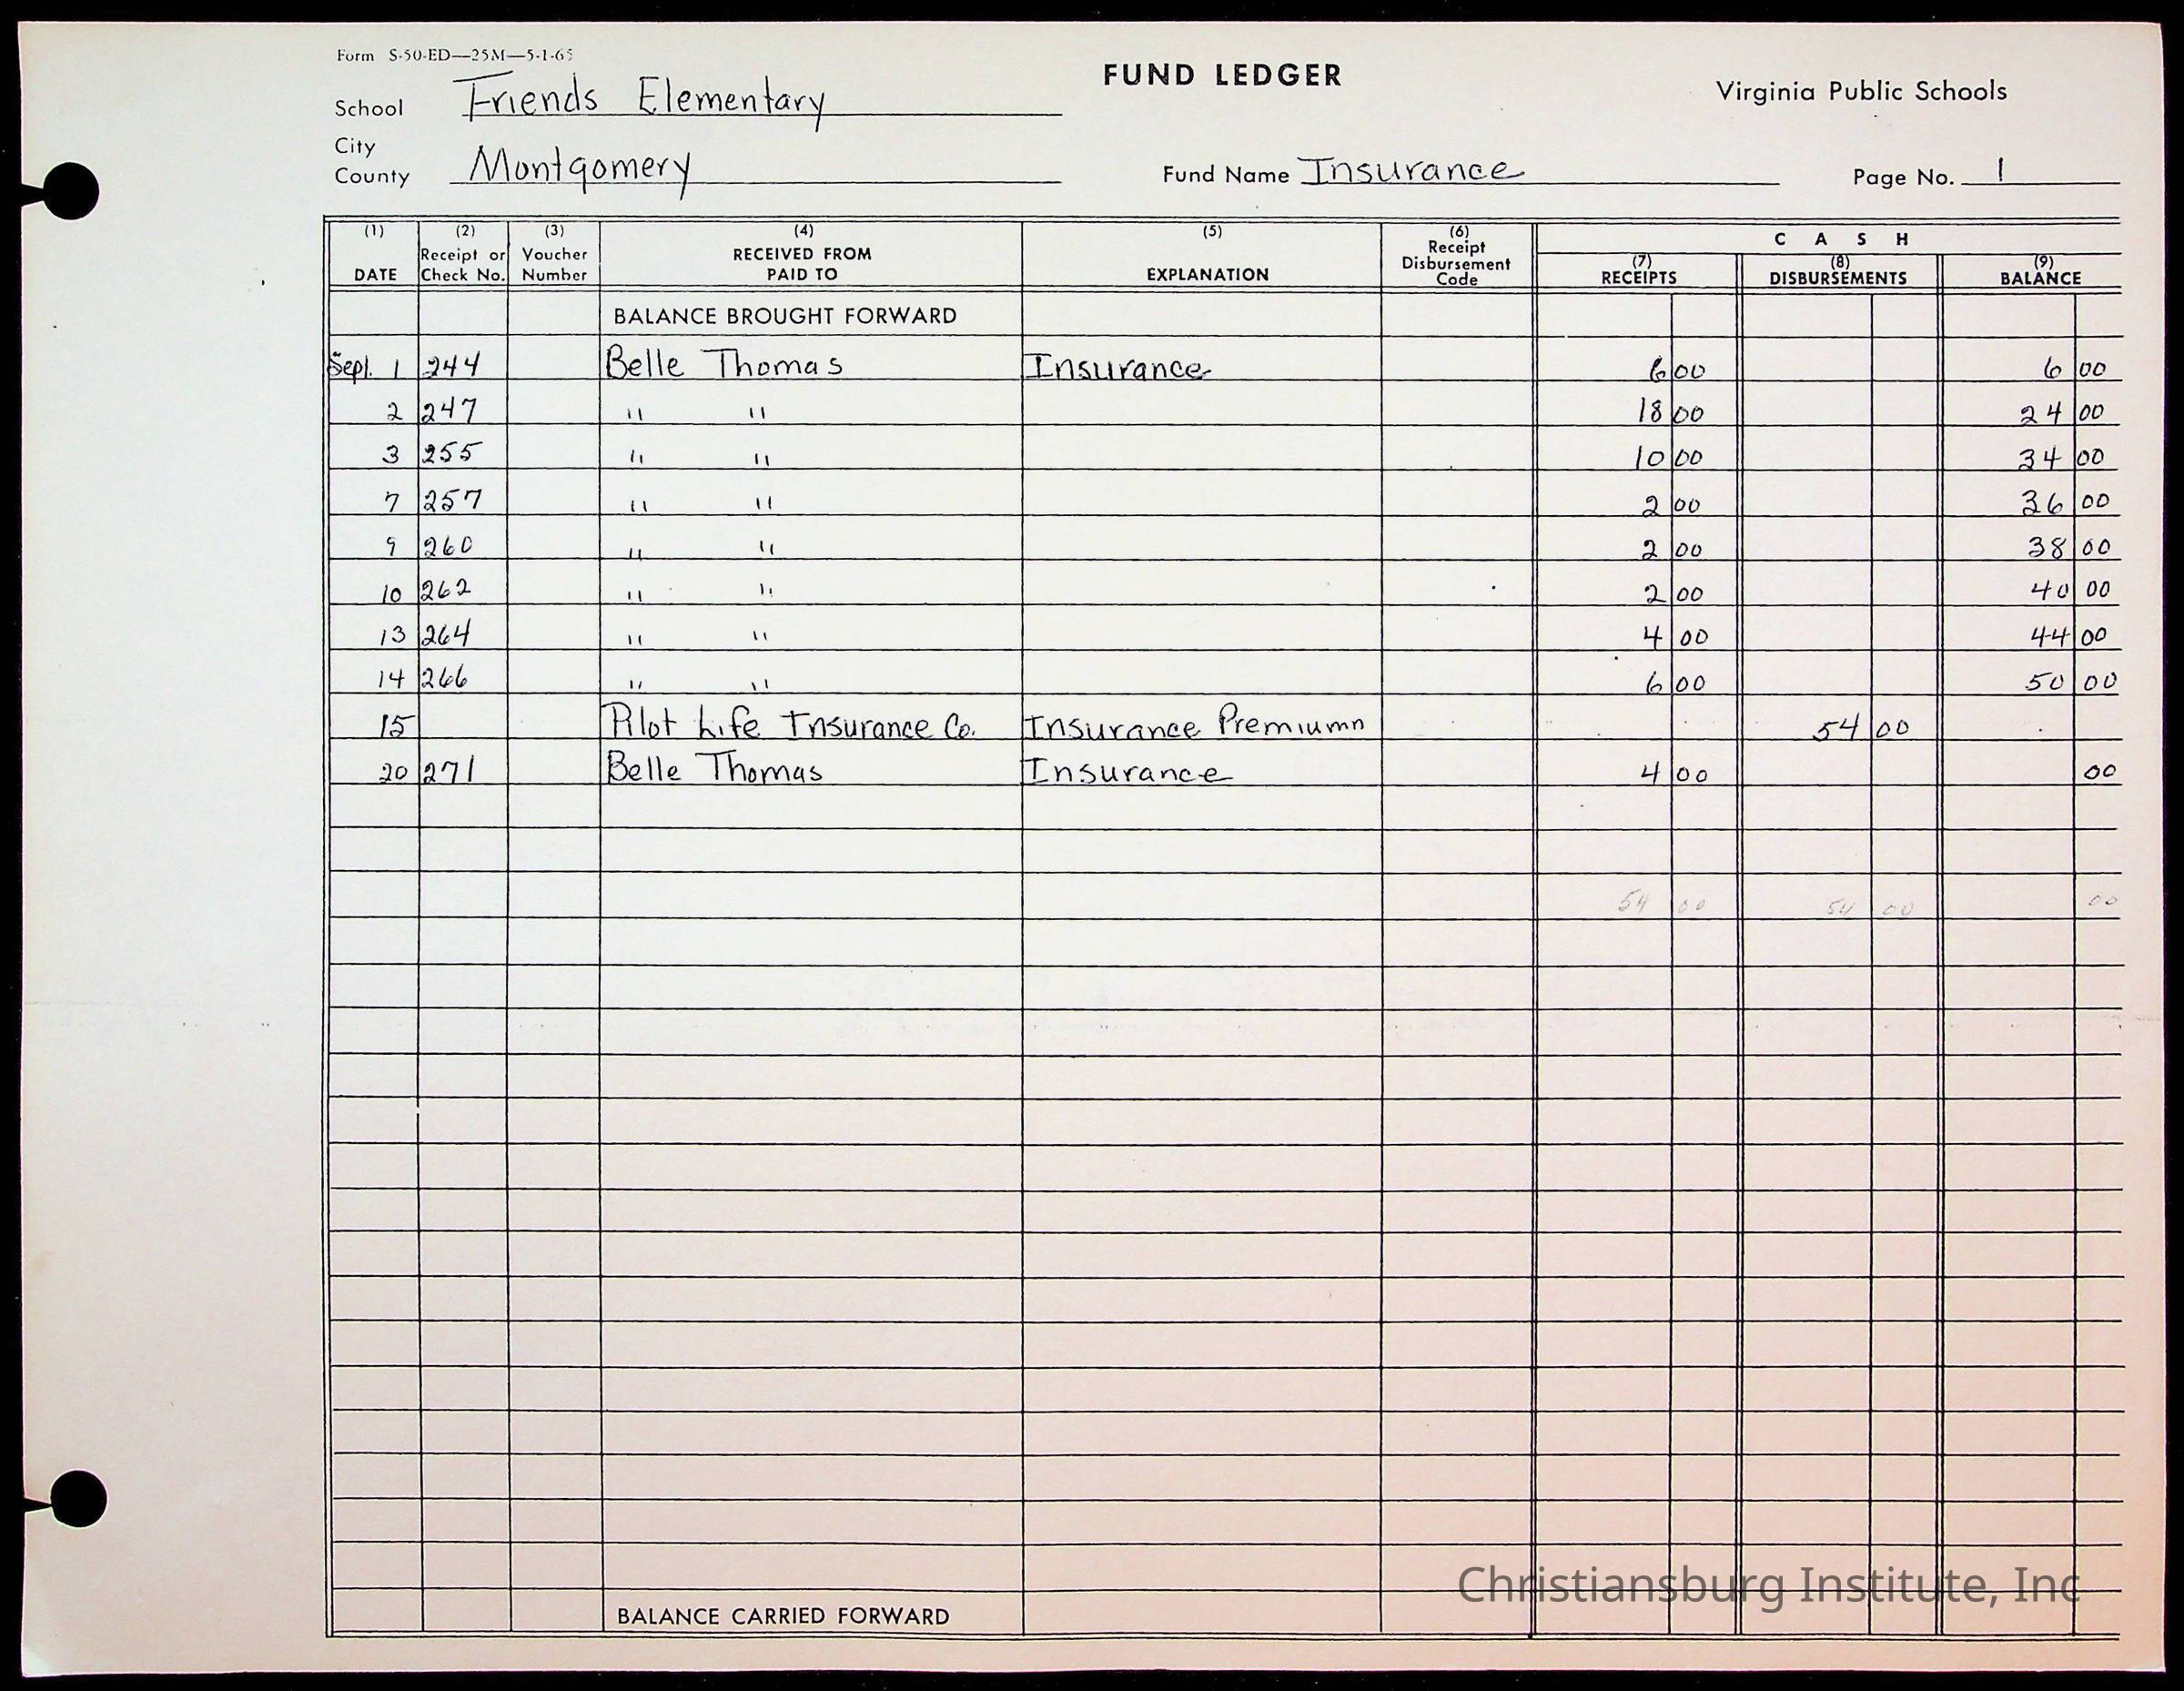 Form S-50-ED—25M—5-1-65
FUND LEDGER
Virginia Public Schools
School Friends Elementary
City
County Montgomery
Fund Name Insurance
Page No. 1
(1) (2) (3) (4) (5) (6) C A S H
DATE Receipt or Check No. Voucher Number RECEIVED FROM PAID TO EXPLANATION Receipt Disbursement Code (7) RECEIPTS (8) DISBURSEMENTS (9) BALANCE
BALANCE BROUGHT FORWARD
Sept. 1 244 Belle Thomas Insurance 6 00 6 00
2 247 " " 18 00 24 00
3 255 " " 10 00 34 00
7 257 " " 2 00 36 00
9 260 " " 2 00 38 00
10 262 " " 2 00 40 00
13 264 " " 4 00 44 00
14 266 " " 6 00 50 00
15 Pilot Life Insurance Co. Insurance Premiumn 54 00
20 271 Belle Thomas Insurance 4 00 00
54 00 54 00 00
BALANCE CARRIED FORWARD
Christiansburg Institute, Inc